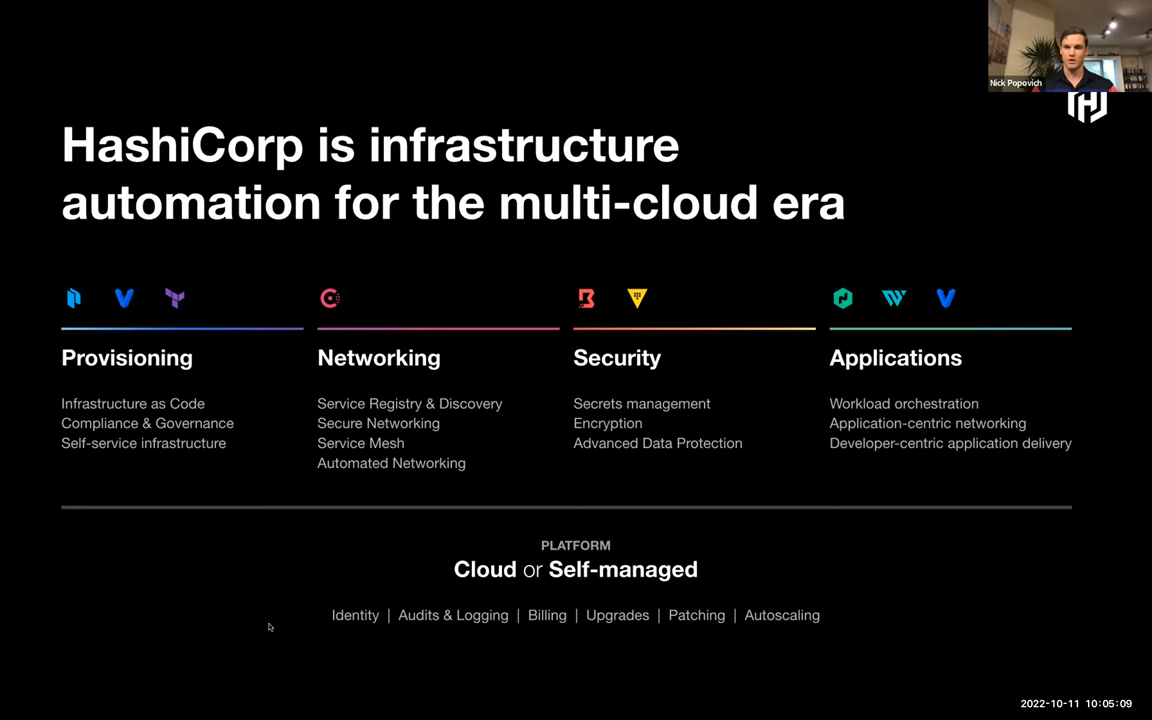 Nick Popovich
HashiCorp is infrastructure
automation for the multi-cloud era
Provisioning
Infrastructure as Code
Compliance & Governance
Self-service infrastructure
Networking
Service Registry & Discovery
Secure Networking
Service Mesh
Automated Networking
Security
Secrets management
Encryption
Advanced Data Protection
Applications
Workload orchestration
Application-centric networking
Developer-centric application delivery
PLATFORM
Cloud or Self-managed
Identity | Audits & Logging | Billing | Upgrades | Patching | Autoscaling
2022-10-11 10:05:09